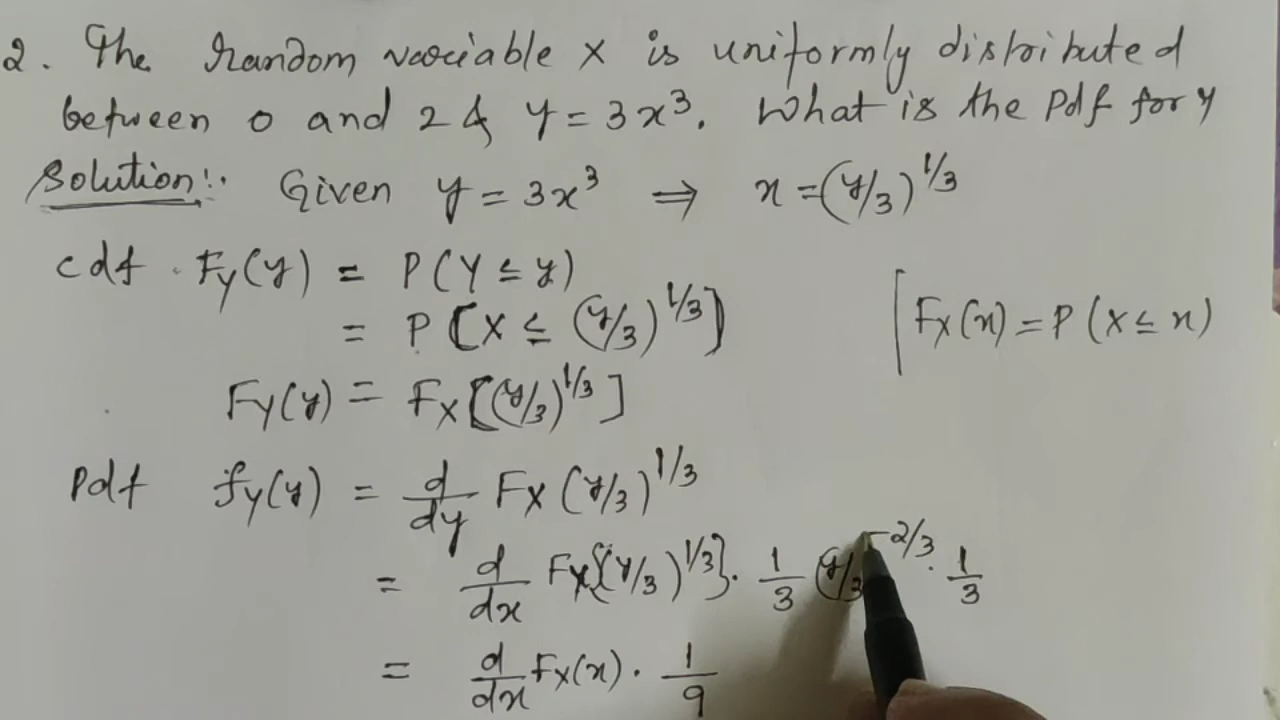 2. The random variable X is uniformly distributed
between 0 and 2 & y = 3x³. What is the Pdf for y
Solution:. Given y = 3x³ ⇒ x = (y/3)^1/3
cdf . Fy(y) = P(Y ≤ y)
= P[X ≤ (y/3)^1/3] [Fx(x) = P(X ≤ x)
Fy(y) = Fx[(y/3)^1/3]
Pdf fy(y) = d/dy Fx(y/3)^1/3
= d/dx Fx{(y/3)^1/3}. 1/3 (y/3 ^-2/3 . 1/3
= d/dx Fx(x) . 1/9